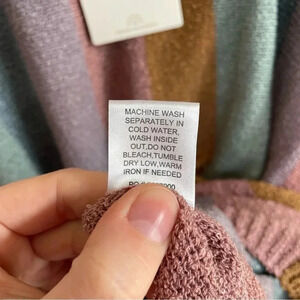 MACHINE WASH
SEPARATELY IN
COLD WATER,
WASH INSIDE
OUT,DO NOT
BLEACH,TUMBLE
DRY LOW,WARM
IRON IF NEEDED